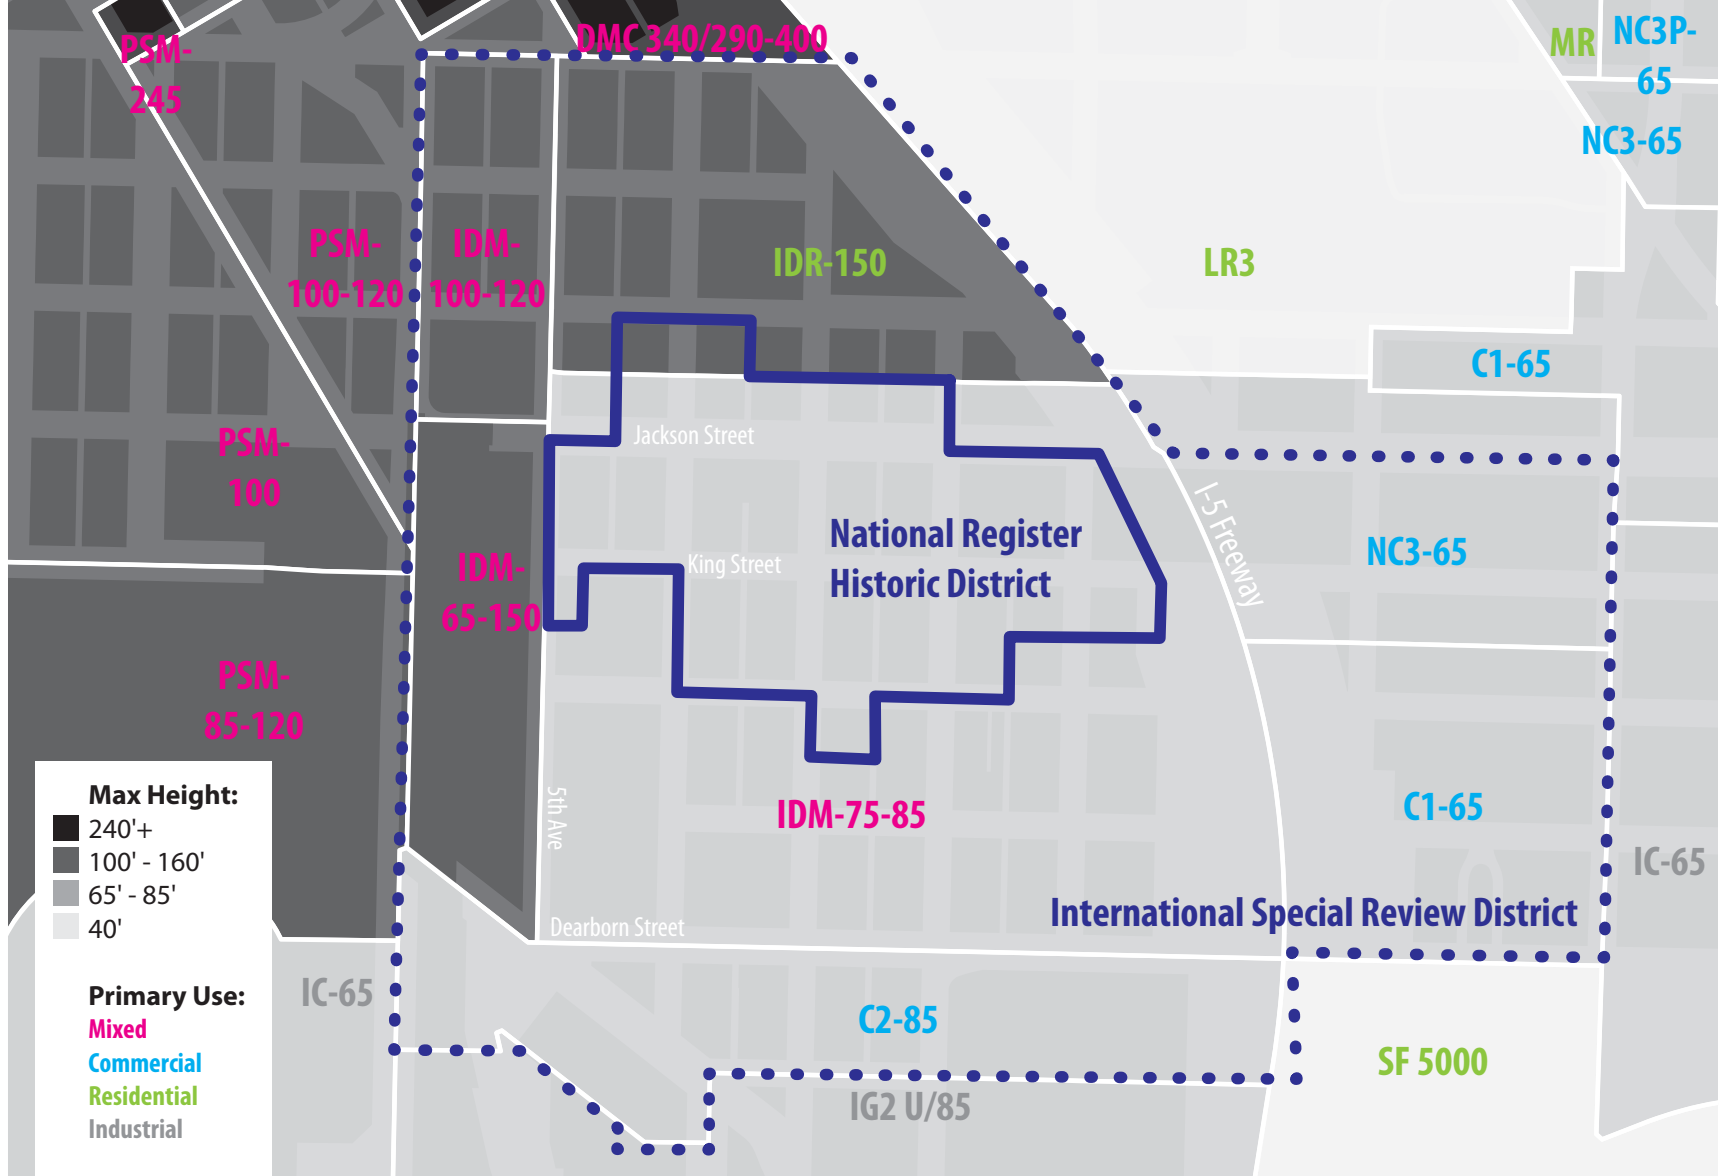 PSM-
245
DMC 340/290-400
MR
NC3P-
65
NC3-65
PSM-
100-120
IDM-
100-120
IDR-150
LR3
C1-65
Jackson Street
PSM-
100
I-5 Freeway
National Register
Historic District
King Street
NC3-65
IDM-
65-150
PSM-
85-120
5th Ave
IDM-75-85
C1-65
IC-65
International Special Review District
Dearborn Street
IC-65
C2-85
SF 5000
IG2 U/85
Max Height:
240'+
100' - 160'
65' - 85'
40'
Primary Use:
Mixed
Commercial
Residential
Industrial